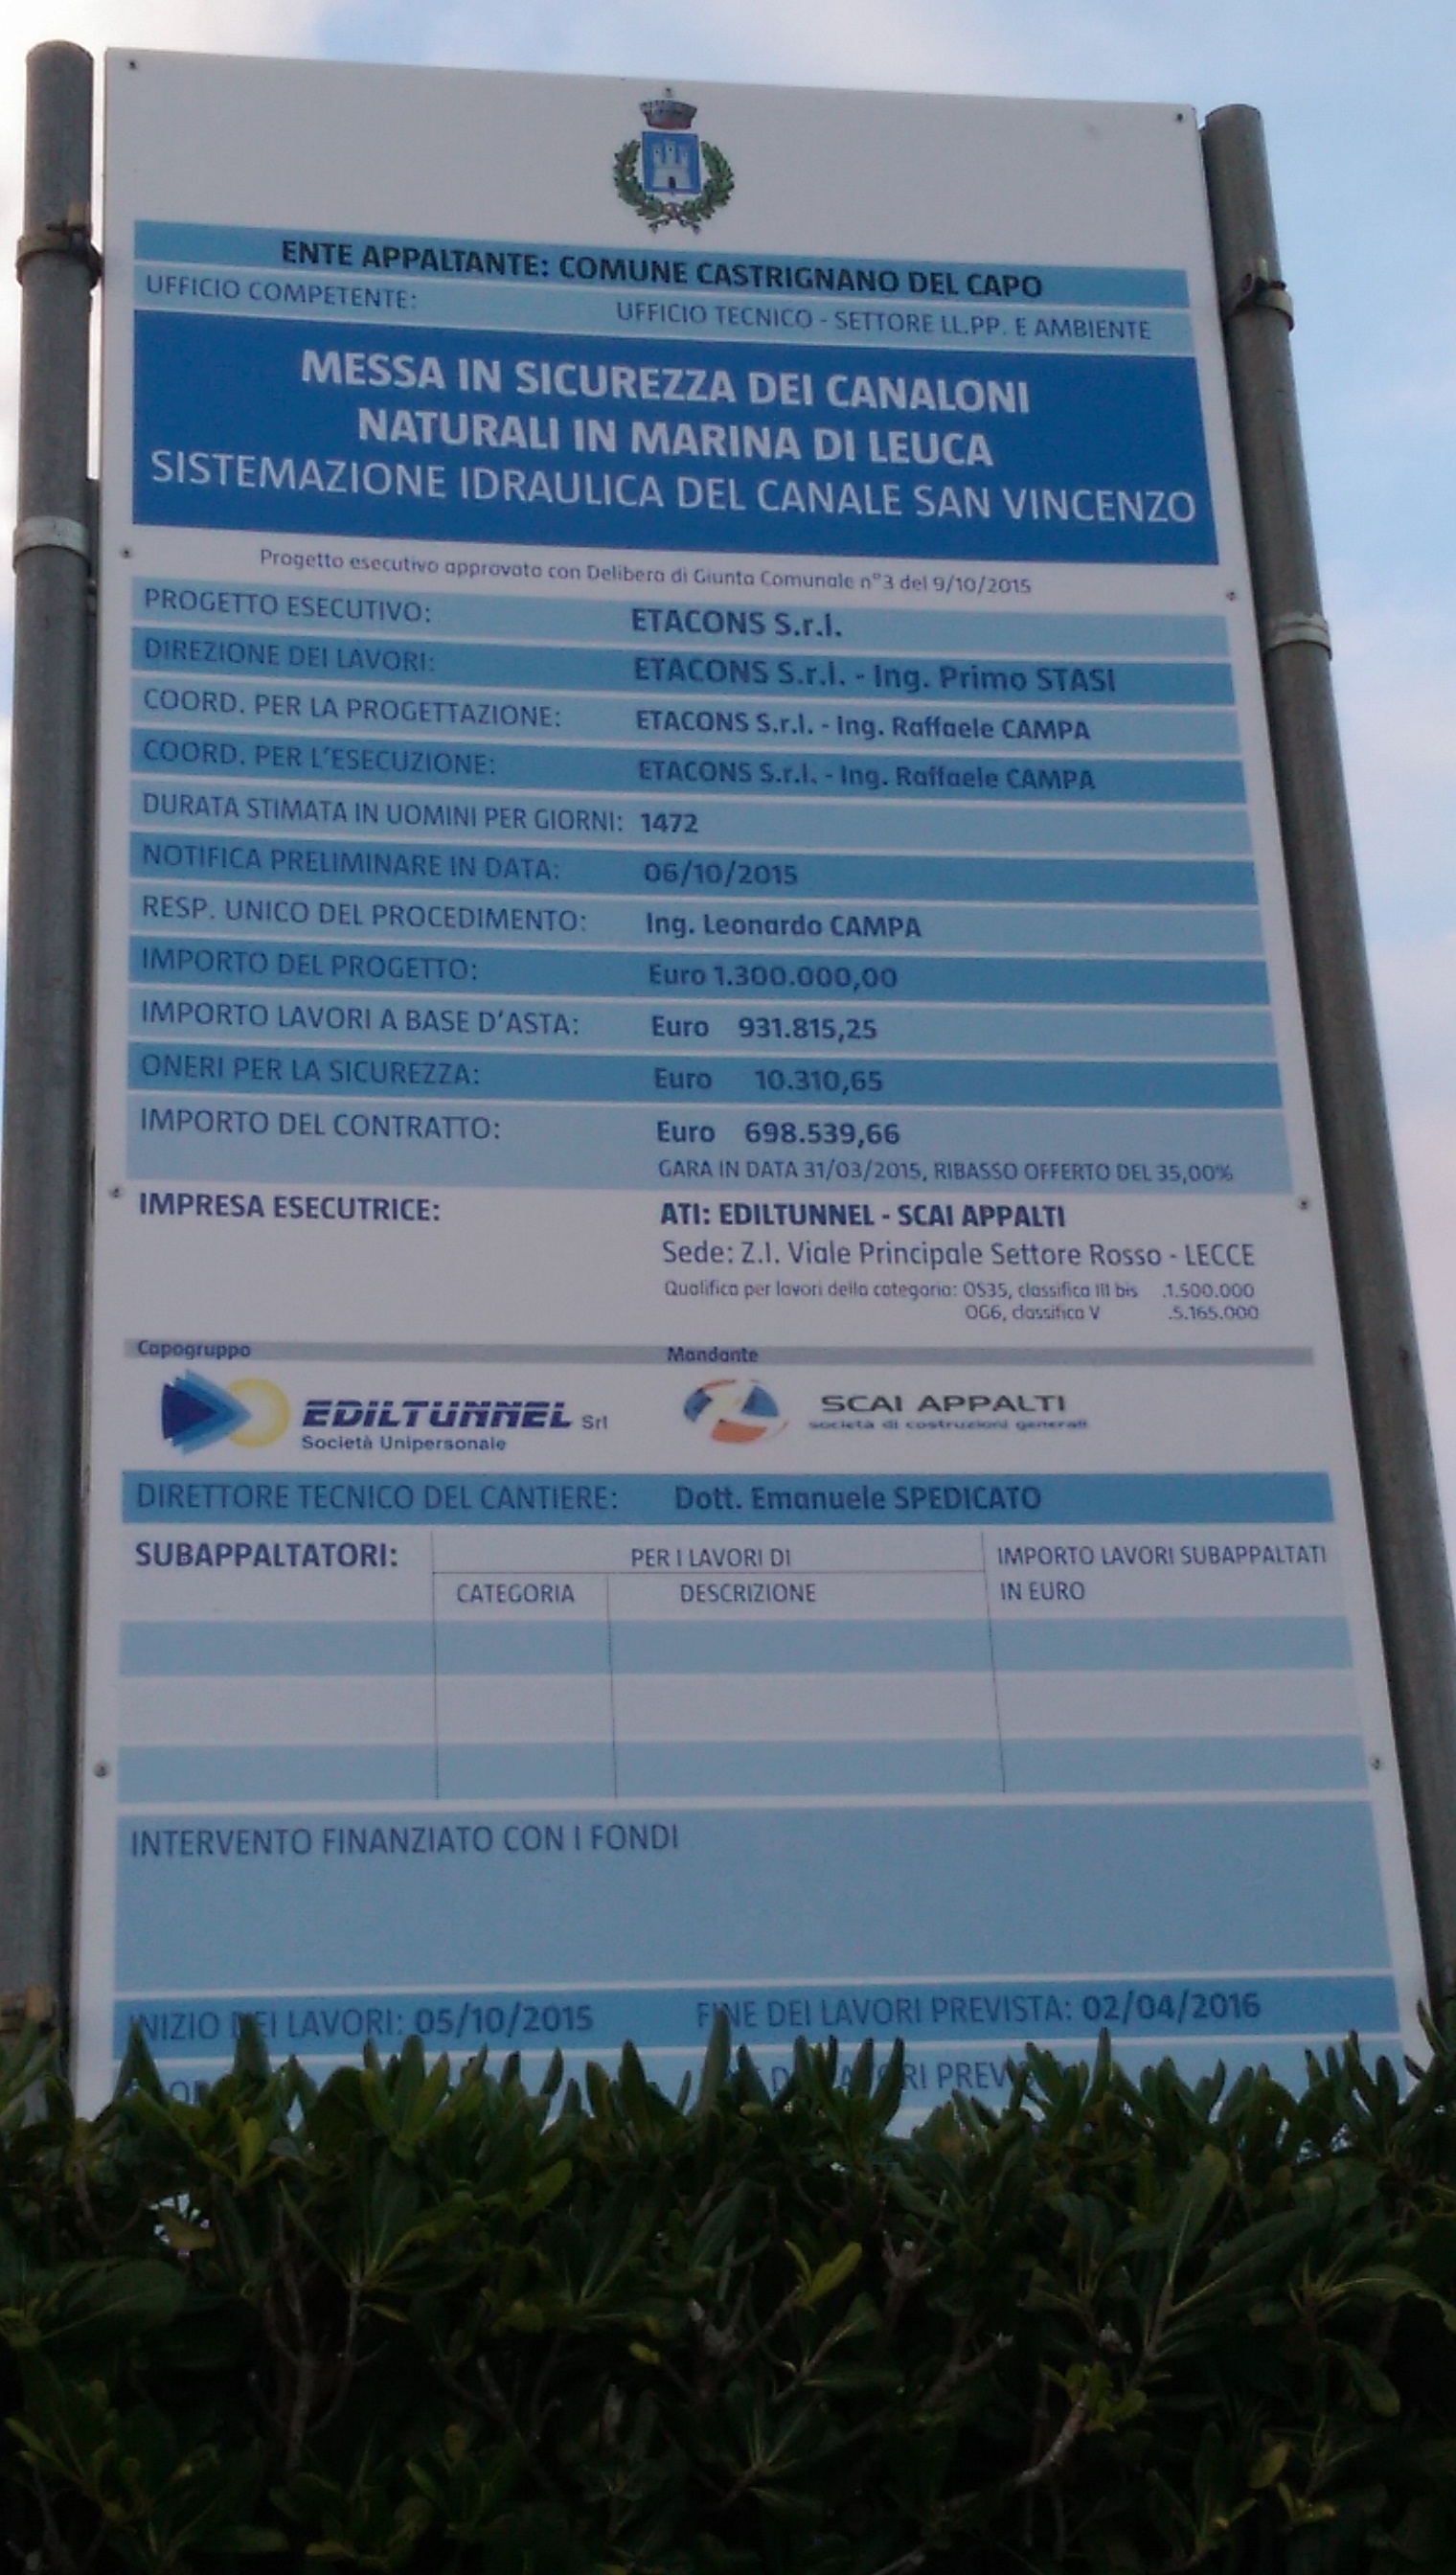 ENTE APPALTANTE: COMUNE CASTRIGNANO DEL CAPO
UFFICIO COMPETENTE: UFFICIO TECNICO - SETTORE LL.PP. E AMBIENTE
MESSA IN SICUREZZA DEI CANALONI
NATURALI IN MARINA DI LEUCA
SISTEMAZIONE IDRAULICA DEL CANALE SAN VINCENZO
Progetto esecutivo approvato con Delibera di Giunta Comunale n°3 del 9/10/2015
PROGETTO ESECUTIVO: ETACONS S.r.l.
DIREZIONE DEI LAVORI: ETACONS S.r.l. - Ing. Primo STASI
COORD. PER LA PROGETTAZIONE: ETACONS S.r.l. - Ing. Raffaele CAMPA
COORD. PER L'ESECUZIONE: ETACONS S.r.l. - Ing. Raffaele CAMPA
DURATA STIMATA IN UOMINI PER GIORNI: 1472
NOTIFICA PRELIMINARE IN DATA: 06/10/2015
RESP. UNICO DEL PROCEDIMENTO: Ing. Leonardo CAMPA
IMPORTO DEL PROGETTO: Euro 1.300.000,00
IMPORTO LAVORI A BASE D'ASTA: Euro 931.815,25
ONERI PER LA SICUREZZA: Euro 10.310,65
IMPORTO DEL CONTRATTO: Euro 698.539,66
GARA IN DATA 31/03/2015, RIBASSO OFFERTO DEL 35,00%
IMPRESA ESECUTRICE: ATI: EDILTUNNEL - SCAI APPALTI
Sede: Z.I. Viale Principale Settore Rosso - LECCE
Qualifica per lavori della categoria: OS35, classifica III bis .1.500.000
OG6, classifica V .5.165.000
Capogruppo Mandante
EDILTUNNEL Srl
Società Unipersonale
SCAI APPALTI
società di costruzioni generali
DIRETTORE TECNICO DEL CANTIERE: Dott. Emanuele SPEDICATO
SUBAPPALTATORI: PER I LAVORI DI IMPORTO LAVORI SUBAPPALTATI
CATEGORIA DESCRIZIONE IN EURO
INTERVENTO FINANZIATO CON I FONDI
INIZIO DEI LAVORI: 05/10/2015 FINE DEI LAVORI PREVISTA: 02/04/2016